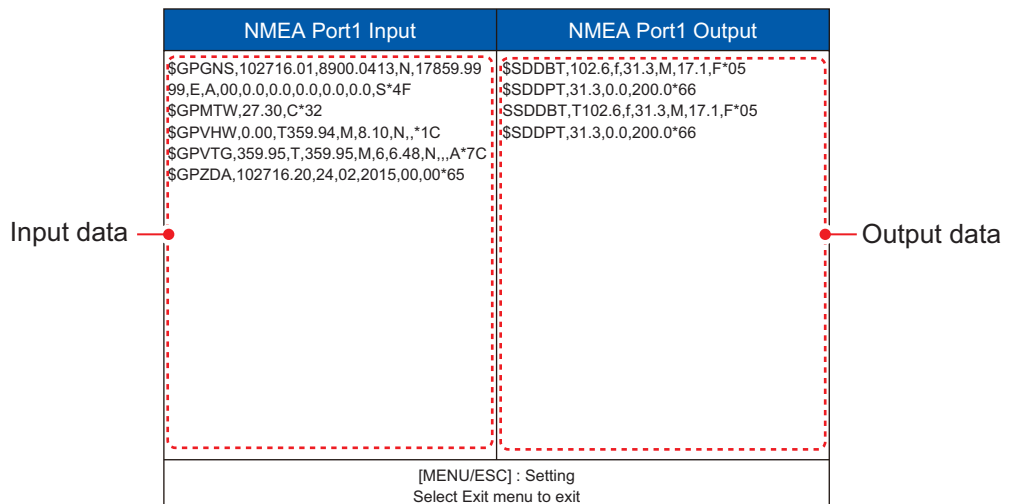 NMEA Port1 Input
NMEA Port1 Output
$GPGNS,102716.01,8900.0413,N,17859.99
99,E,A,00,0.0,0.0,0.0,0.0,0.0,S*4F
$GPMTW,27.30,C*32
$GPVHW,0.00,T359.94,M,8.10,N,,*1C
$GPVTG,359.95,T,359.95,M,6,6.48,N,,,A*7C
$GPZDA,102716.20,24,02,2015,00,00*65
$SDDBT,102.6,f,31.3,M,17.1,F*05
$SDDPT,31.3,0.0,200.0*66
SSDDBT,T102.6,f,31.3,M,17.1,F*05
$SDDPT,31.3,0.0,200.0*66
Input data
Output data
[MENU/ESC] : Setting
Select Exit menu to exit